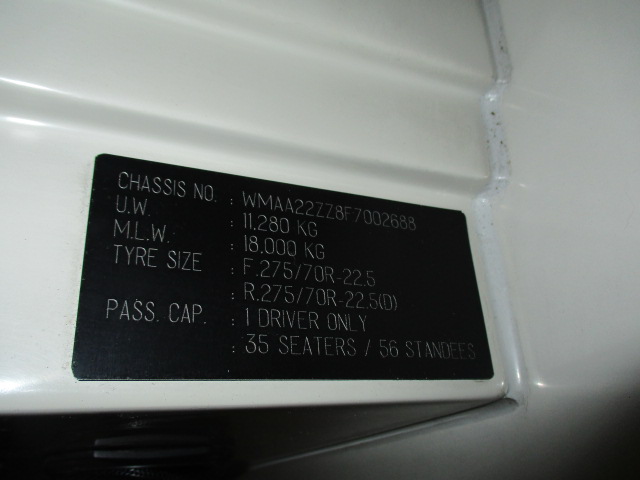 CHASSIS NO. : WMAA22ZZ8F7002688
U.W. : 11.280 KG
M.L.W. : 18.000 KG
TYRE SIZE : F.275/70R-22.5
: R.275/70R-22.5(D)
PASS. CAP. : 1 DRIVER ONLY
: 35 SEATERS / 56 STANDEES